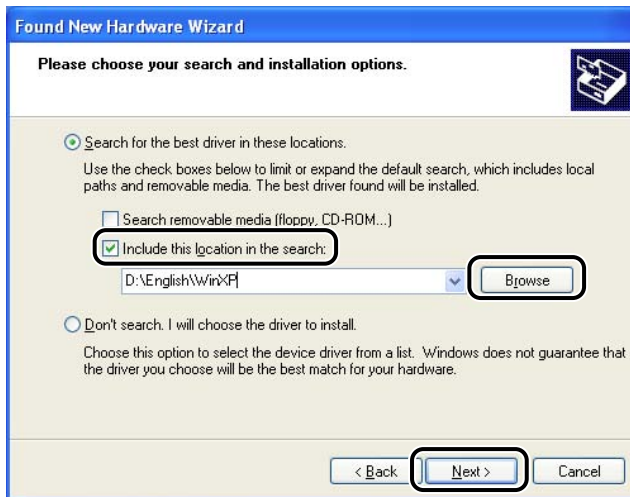 Found New Hardware Wizard
Please choose your search and installation options.
Search for the best driver in these locations.
Use the check boxes below to limit or expand the default search, which includes local
paths and removable media. The best driver found will be installed.
Search removable media (floppy, CD-ROM...)
Include this location in the search:
D:\English\WinXP
Browse
Don't search. I will choose the driver to install.
Choose this option to select the device driver from a list. Windows does not guarantee that
the driver you choose will be the best match for your hardware.
< Back
Next >
Cancel